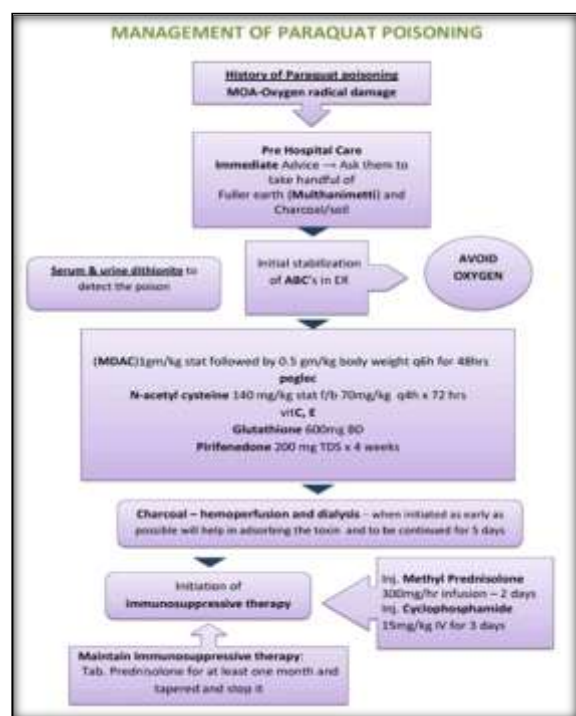 MANAGEMENT OF PARAQUAT POISONING
History of Paraquat poisoning
MOA-Oxygen radical damage
Pre Hospital Care
Immediate Advice → Ask them to
take handful of
Fuller earth (Multhanimetti) and
Charcoal/soil
Serum & urine dithionite to
detect the poison
Initial stabilization
of ABC's in ER
AVOID
OXYGEN
(MDAC)1gm/kg stat followed by 0.5 gm/kg body weight q6h for 48hrs
peglec
N-acetyl cysteine 140 mg/kg stat f/b 70mg/kg q4h x 72 hrs
vitC, E
Glutathione 600mg BD
Pirifenedone 200 mg TDS x 4 weeks
Charcoal – hemoperfusion and dialysis – when initiated as early as
possible will help in adsorbing the toxin and to be continued for 5 days
Initiation of
immunosuppressive therapy
Inj. Methyl Prednisolone
300mg/hr infusion – 2 days
Inj. Cyclophosphamide
15mg/kg IV for 3 days
Maintain immunosuppressive therapy:
Tab. Prednisolone for at least one month and
tapered and stop it